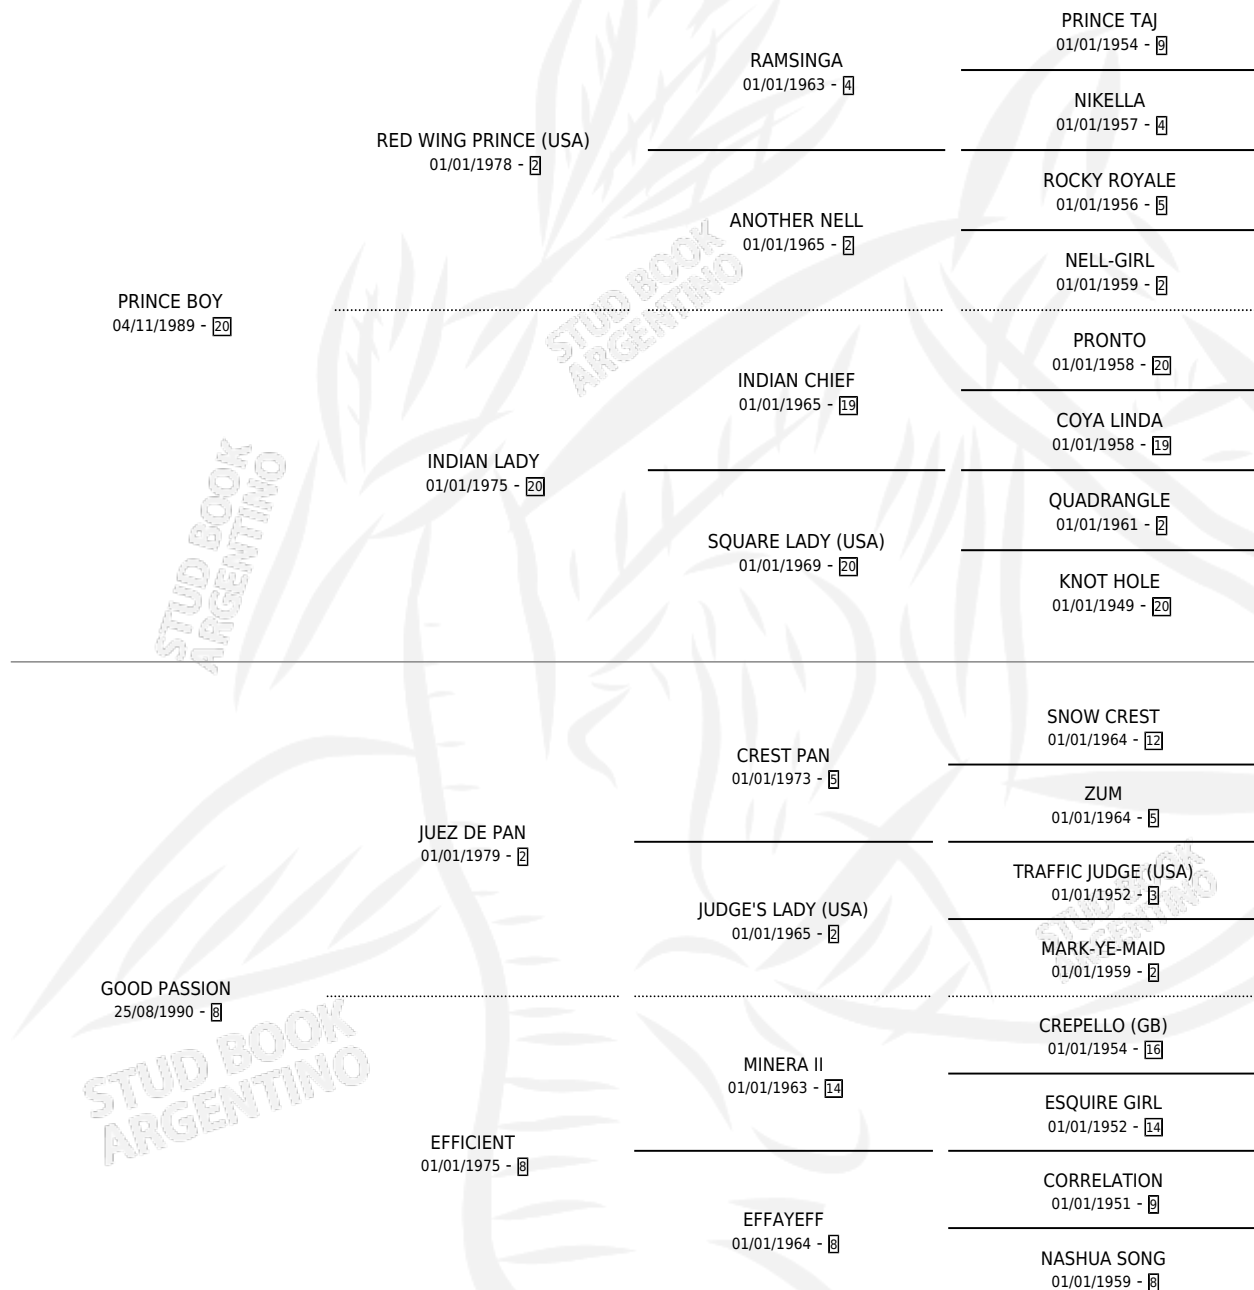 PRINCE TAJ
01/01/1954 - 9
RAMSINGA
01/01/1963 - 4
NIKELLA
01/01/1957 - 4
RED WING PRINCE (USA)
01/01/1978 - 2
ROCKY ROYALE
01/01/1956 - 5
ANOTHER NELL
01/01/1965 - 2
NELL-GIRL
01/01/1959 - 2
PRINCE BOY
04/11/1989 - 20
PRONTO
01/01/1958 - 20
INDIAN CHIEF
01/01/1965 - 19
COYA LINDA
01/01/1958 - 19
INDIAN LADY
01/01/1975 - 20
QUADRANGLE
01/01/1961 - 2
SQUARE LADY (USA)
01/01/1969 - 20
KNOT HOLE
01/01/1949 - 20
STUD BOOK
ARGENTINO
STUD BOOK
ARGENTINO
SNOW CREST
01/01/1964 - 12
CREST PAN
01/01/1973 - 5
ZUM
01/01/1964 - 5
JUEZ DE PAN
01/01/1979 - 2
TRAFFIC JUDGE (USA)
01/01/1952 - 3
JUDGE'S LADY (USA)
01/01/1965 - 2
MARK-YE-MAID
01/01/1959 - 2
GOOD PASSION
25/08/1990 - 8
CREPELLO (GB)
01/01/1954 - 16
MINERA II
01/01/1963 - 14
ESQUIRE GIRL
01/01/1952 - 14
EFFICIENT
01/01/1975 - 8
CORRELATION
01/01/1951 - 9
EFFAYEFF
01/01/1964 - 8
NASHUA SONG
01/01/1959 - 8
STUD BOOK
ARGENTINO
STUD BOOK
ARGENTINO